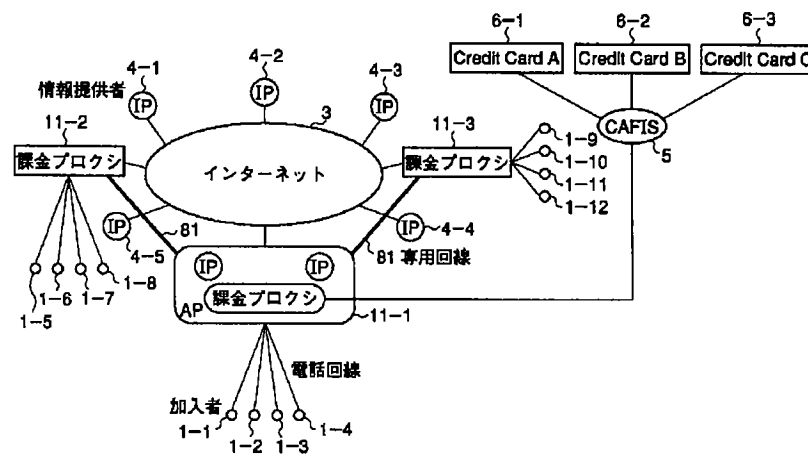 6-1
6-2
6-3
Credit Card A
Credit Card B
Credit Card C
4-1
4-2
4-3
情報提供者
IP
IP
IP
3
11-2
11-3
課金プロクシ
インターネット
課金プロクシ
CAFIS
5
1-9
1-10
1-11
1-12
IP
4-5
81
IP
4-4
81 専用回線
IP
IP
課金プロクシ
AP
11-1
1-5
1-6
1-7
1-8
電話回線
加入者
1-1
1-2
1-3
1-4